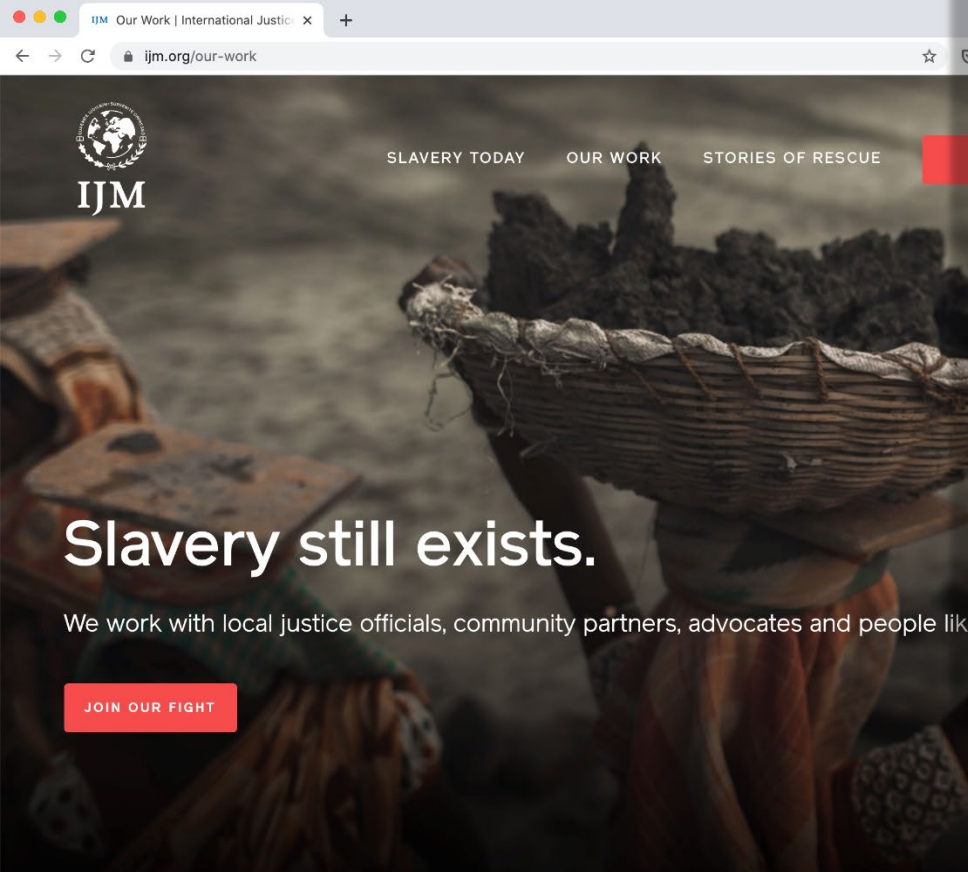 IJM Our Work | International Justic
ijm.org/our-work
IJM
SLAVERY TODAY OUR WORK STORIES OF RESCUE
Slavery still exists.
We work with local justice officials, community partners, advocates and people lik
JOIN OUR FIGHT